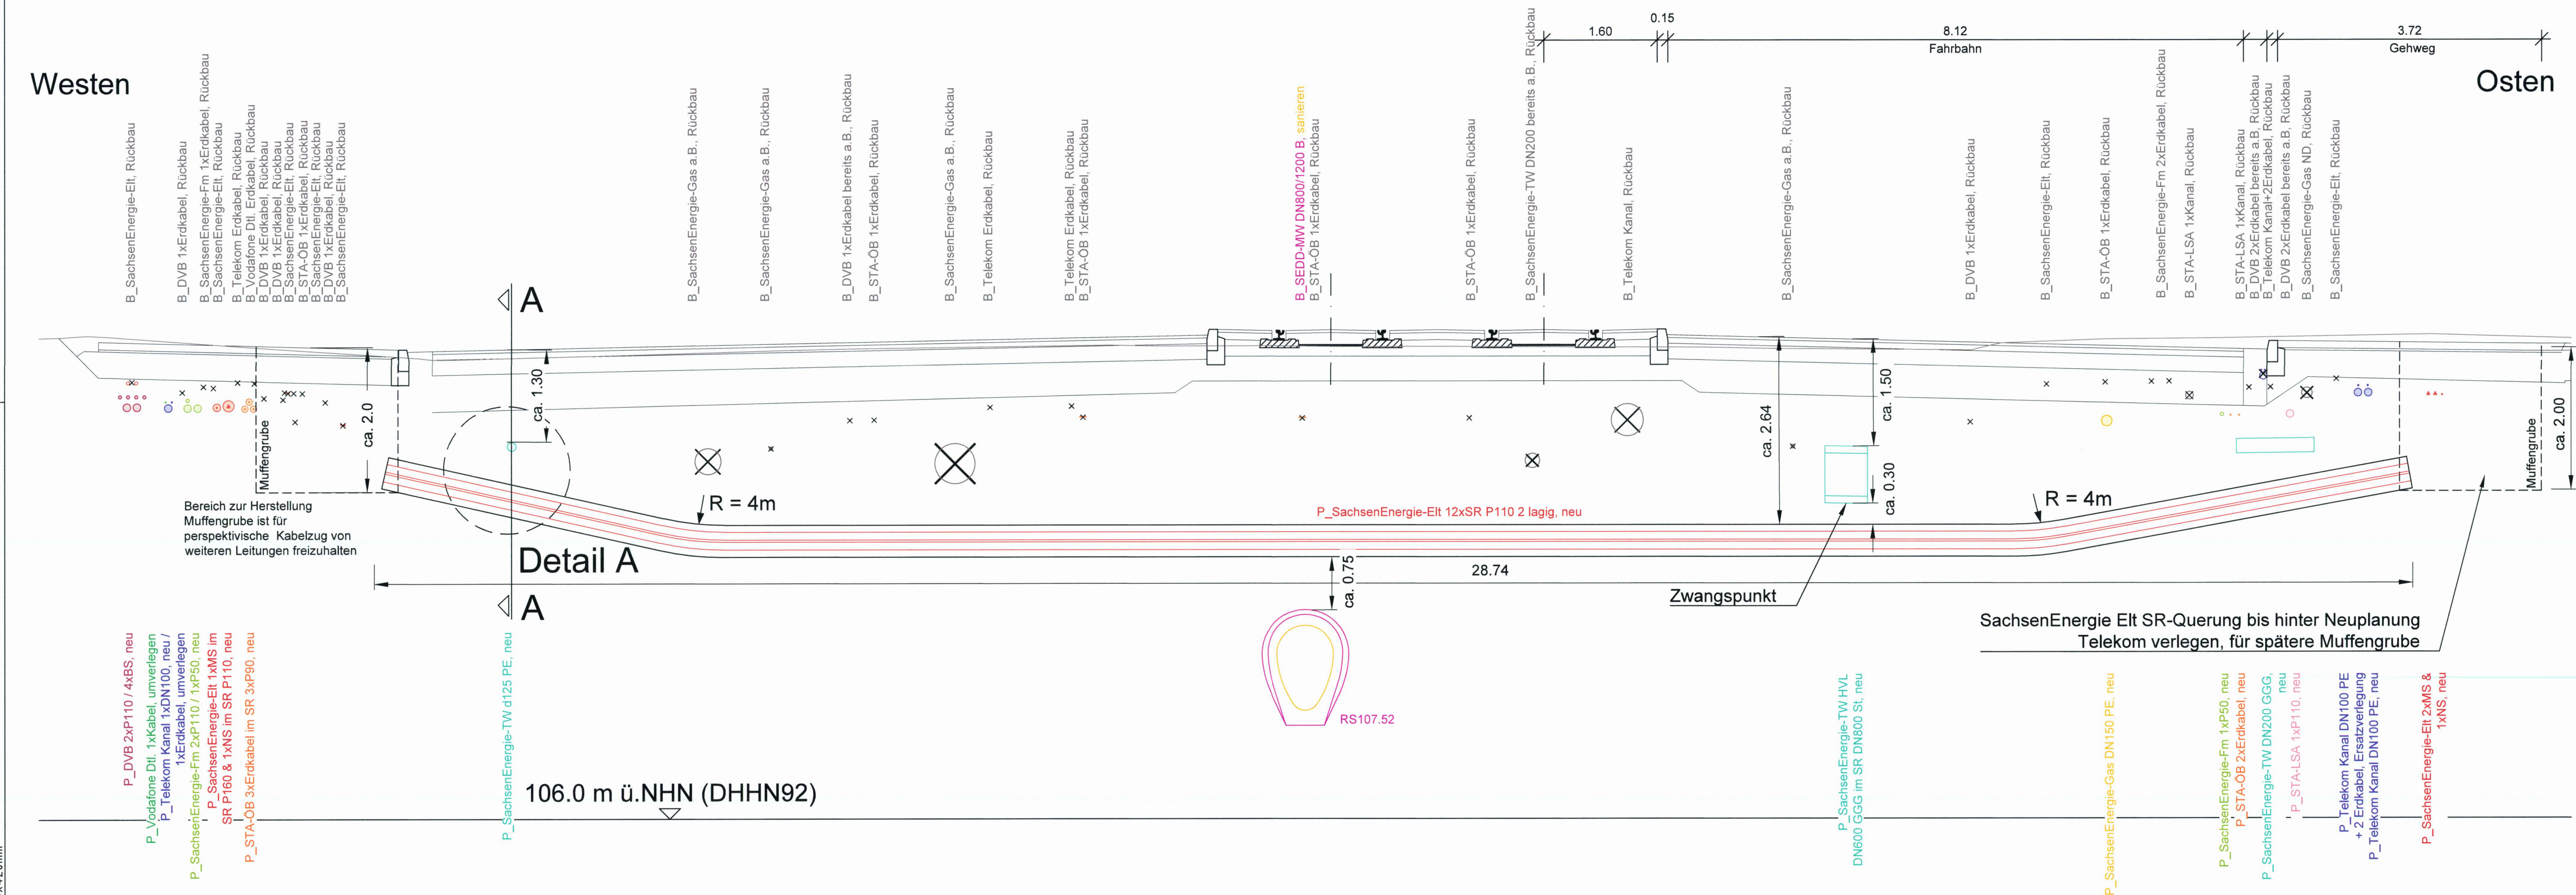 1.60
0.15
8.12
Fahrbahn
3.72
Gehweg
Westen
Osten
B_SachsenEnergie-Elt, Rückbau
B_DVB 1xErdkabel, Rückbau
B_SachsenEnergie-Fm 1xErdkabel, Rückbau
B_SachsenEnergie-Elt, Rückbau
B_Telekom Erdkabel, Rückbau
B_Vodafone Dtl. Erdkabel, Rückbau
B_DVB 1xErdkabel, Rückbau
B_DVB 1xErdkabel, Rückbau
B_SachsenEnergie-Elt, Rückbau
B_STA-ÖB 1xErdkabel, Rückbau
B_SachsenEnergie-Elt, Rückbau
B_DVB 1xErdkabel, Rückbau
B_SachsenEnergie-Elt, Rückbau
B_SachsenEnergie-Gas a.B., Rückbau
B_SachsenEnergie-Gas a.B., Rückbau
B_DVB 1xErdkabel bereits a.B., Rückbau
B_STA-ÖB 1xErdkabel, Rückbau
B_SachsenEnergie-Gas a.B., Rückbau
B_Telekom Erdkabel, Rückbau
B_Telekom Erdkabel, Rückbau
B_STA-ÖB 1xErdkabel, Rückbau
B_SEDD-MW DN800/1200 B, sanieren
B_STA-ÖB 1xErdkabel, Rückbau
B_STA-ÖB 1xErdkabel, Rückbau
B_SachsenEnergie-TW DN200 bereits a.B., Rückbau
B_Telekom Kanal, Rückbau
B_SachsenEnergie-Gas a.B., Rückbau
B_DVB 1xErdkabel, Rückbau
B_SachsenEnergie-Elt, Rückbau
B_STA-ÖB 1xErdkabel, Rückbau
B_SachsenEnergie-Fm 2xErdkabel, Rückbau
B_STA-LSA 1xKanal, Rückbau
B_STA-LSA 1xKanal, Rückbau
B_DVB 2xErdkabel bereits a.B, Rückbau
B_Telekom Kanal+2Erdkabel, Rückbau
B_DVB 2xErdkabel bereits a.B, Rückbau
B_SachsenEnergie-Gas ND, Rückbau
B_SachsenEnergie-Elt, Rückbau
A
ca. 2.0
Muffengrube
ca. 1.30
ca. 2.64
ca. 1.50
ca. 0.30
Muffengrube
ca. 2.00
Bereich zur Herstellung
Muffengrube ist für
perspektivische Kabelzug von
weiteren Leitungen freizuhalten
R = 4m
P_SachsenEnergie-Elt 12xSR P110 2 lagig, neu
R = 4m
Detail A
A
ca. 0.75
28.74
Zwangspunkt
SachsenEnergie Elt SR-Querung bis hinter Neuplanung
Telekom verlegen, für spätere Muffengrube
RS107.52
106.0 m ü.NHN (DHHN92)
P_DVB 2xP110 / 4xBS, neu
P_Vodafone Dtl. 1xKabel, umverlegen
P_Telekom Kanal 1xDN100, neu /
1xErdkabel, umverlegen
P_SachsenEnergie-Fm 2xP110 / 1xP50, neu
P_SachsenEnergie-Elt 1xMS im
SR P160 & 1xNS im SR P110, neu
P_STA-ÖB 3xErdkabel im SR 3xP90, neu
P_SachsenEnergie-TW d125 PE, neu
P_SachsenEnergie-TW HVL
DN600 GGG im SR DN800 St, neu
P_SachsenEnergie-Gas DN150 PE, neu
P_SachsenEnergie-Fm 1xP50, neu
P_STA-ÖB 2xErdkabel, neu
P_SachsenEnergie-TW DN200 GGG,
neu
P_STA-LSA 1xP110, neu
P_Telekom Kanal DN100 PE
+ 2 Erdkabel, Ersatzverlegung
P_Telekom Kanal DN100 PE, neu
P_SachsenEnergie-Elt 2xMS &
1xNS, neu